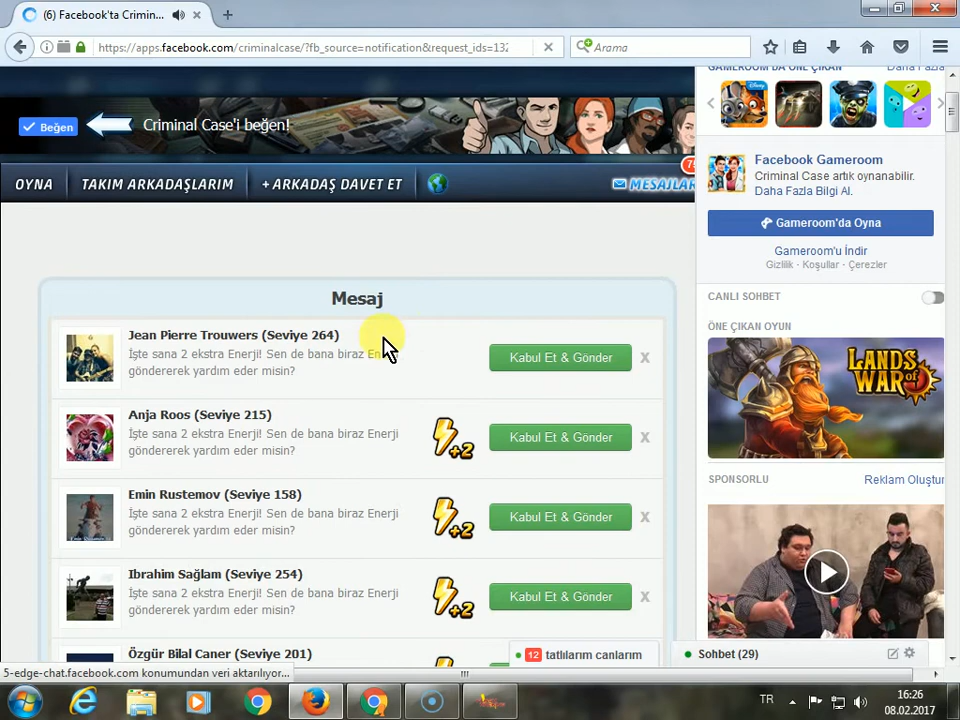 (6) Facebook'ta Crimin...
https://apps.facebook.com/criminalcase/?fb_source=notification&request_ids=132
Arama
Beğen
Criminal Case'i beğen!
OYNA
TAKIM ARKADAŞLARIM
+ ARKADAŞ DAVET ET
MESAJLAR
Mesaj
Jean Pierre Trouwers (Seviye 264)
İşte sana 2 ekstra Enerji! Sen de bana biraz Enerji
göndererek yardım eder misin?
Kabul Et & Gönder
X
Anja Roos (Seviye 215)
İşte sana 2 ekstra Enerji! Sen de bana biraz Enerji
göndererek yardım eder misin?
+2
Kabul Et & Gönder
X
Emin Rustemov (Seviye 158)
İşte sana 2 ekstra Enerji! Sen de bana biraz Enerji
göndererek yardım eder misin?
+2
Kabul Et & Gönder
X
Ibrahim Sağlam (Seviye 254)
İşte sana 2 ekstra Enerji! Sen de bana biraz Enerji
göndererek yardım eder misin?
+2
Kabul Et & Gönder
X
Özgür Bilal Caner (Seviye 201)
GAMEROOM'DA ÖNE ÇIKAN
Daha Fazla
Facebook Gameroom
Criminal Case artık oynanabilir.
Daha Fazla Bilgi Al.
Gameroom'da Oyna
Gameroom'u İndir
Gizlilik · Koşullar · Çerezler
CANLI SOHBET
ÖNE ÇIKAN OYUN
LANDS
of
WAR
SPONSORLU
Reklam Oluştur
12 tatlılarım canlarım
Sohbet (29)
5-edge-chat.facebook.com konumundan veri aktarılıyor...
TR
16:26
08.02.2017